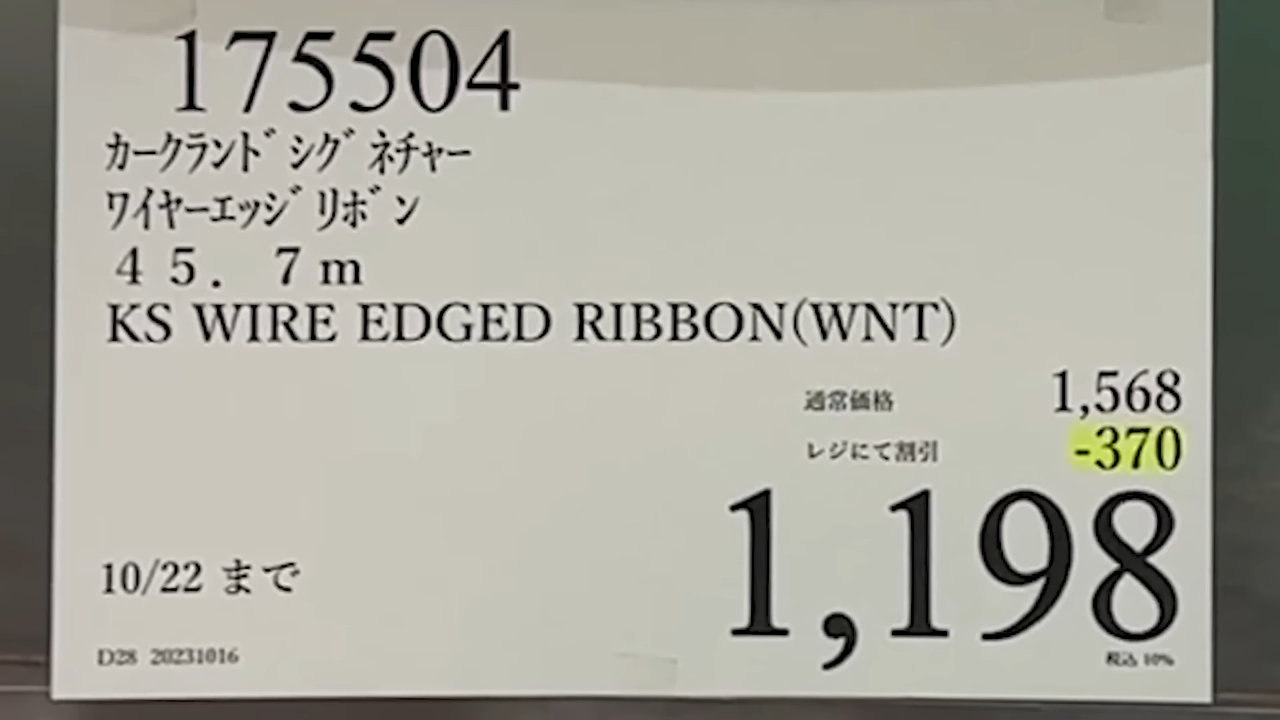 175504
カークランドシグネチャー
ワイヤーエッジリボン
４５．７ｍ
KS WIRE EDGED RIBBON(WNT)
通常価格 1,568
レジにて割引 -370
1,198
10/22 まで
税込 10%
D28 20231016